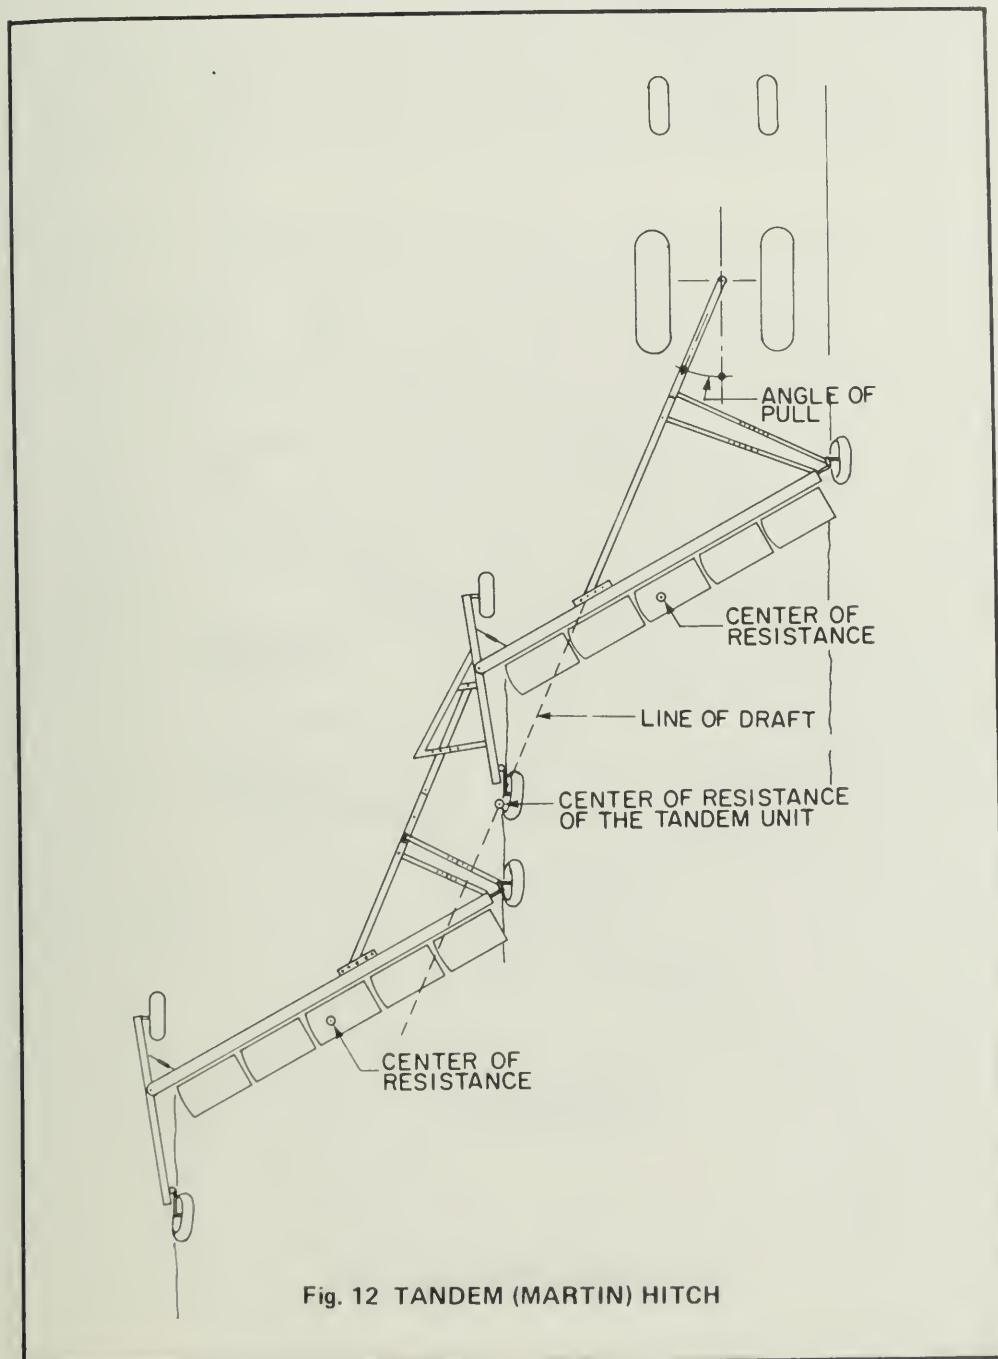 ANGLE OF
PULL
CENTER OF
RESISTANCE
LINE OF DRAFT
CENTER OF RESISTANCE
OF THE TANDEM UNIT
CENTER OF
RESISTANCE
Fig. 12 TANDEM (MARTIN) HITCH